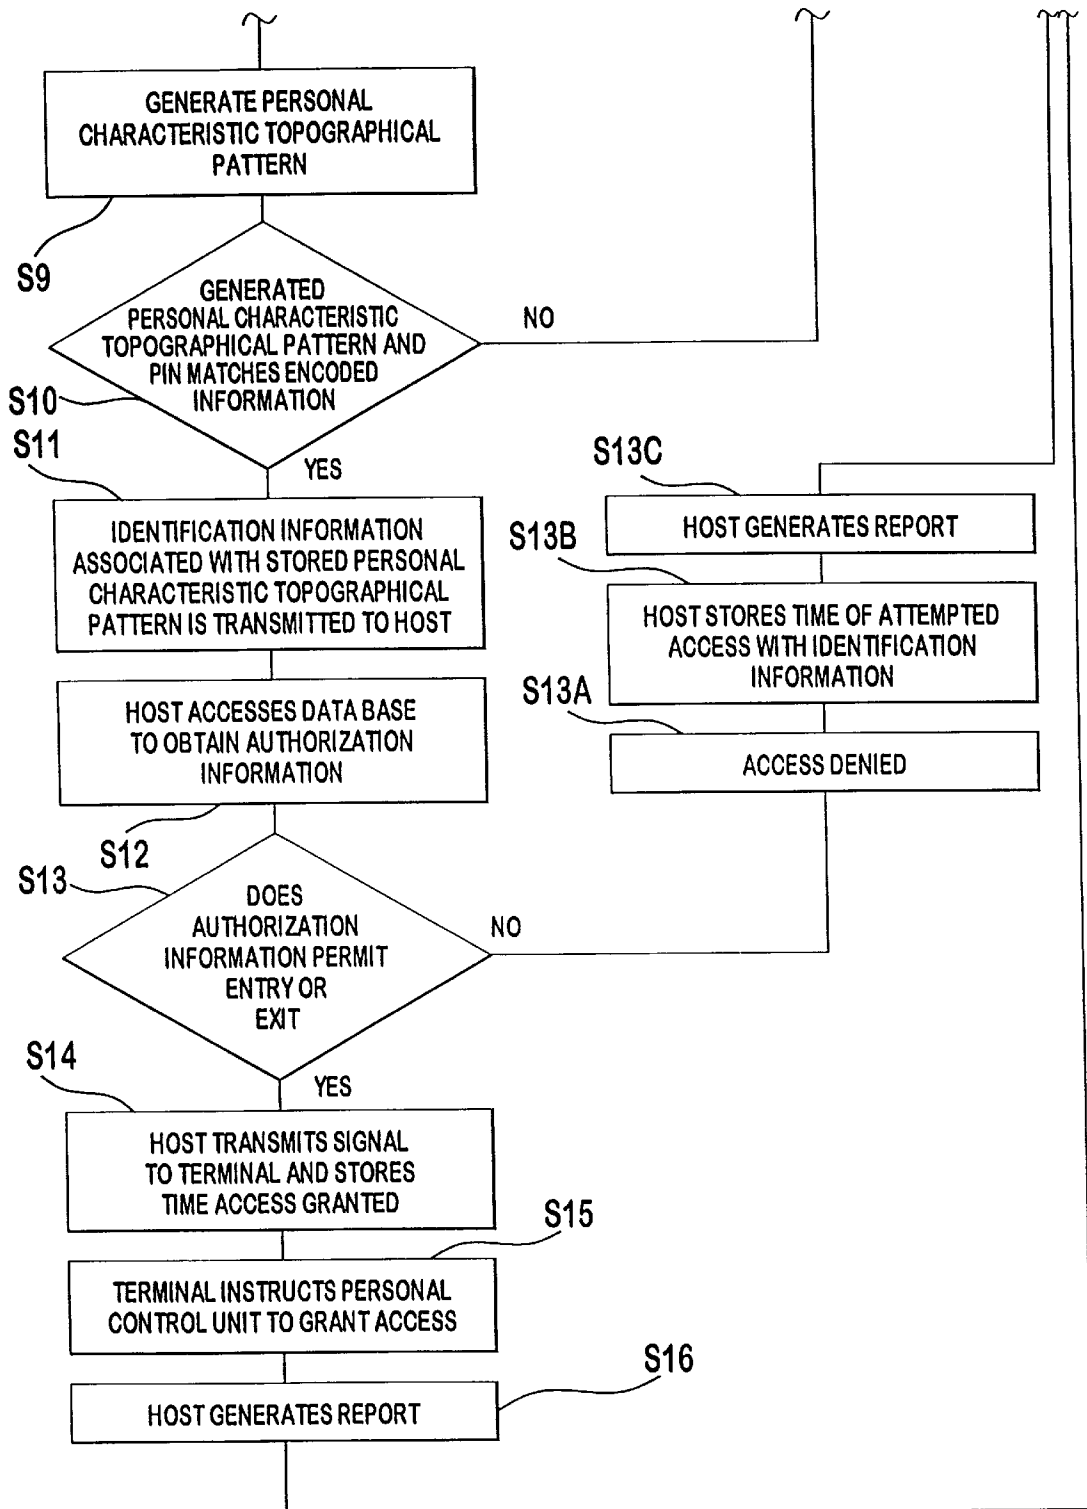 GENERATE PERSONAL
CHARACTERISTIC TOPOGRAPHICAL
PATTERN
S9
GENERATED
PERSONAL CHARACTERISTIC
TOPOGRAPHICAL PATTERN AND
PIN MATCHES ENCODED
INFORMATION
NO
S10
YES
S11
IDENTIFICATION INFORMATION
ASSOCIATED WITH STORED PERSONAL
CHARACTERISTIC TOPOGRAPHICAL
PATTERN IS TRANSMITTED TO HOST
S13C
HOST GENERATES REPORT
S13B
HOST STORES TIME OF ATTEMPTED
ACCESS WITH IDENTIFICATION
INFORMATION
S13A
ACCESS DENIED
HOST ACCESSES DATA BASE
TO OBTAIN AUTHORIZATION
INFORMATION
S12
S13
DOES
AUTHORIZATION
INFORMATION PERMIT
ENTRY OR
EXIT
NO
YES
S14
HOST TRANSMITS SIGNAL
TO TERMINAL AND STORES
TIME ACCESS GRANTED
S15
TERMINAL INSTRUCTS PERSONAL
CONTROL UNIT TO GRANT ACCESS
S16
HOST GENERATES REPORT